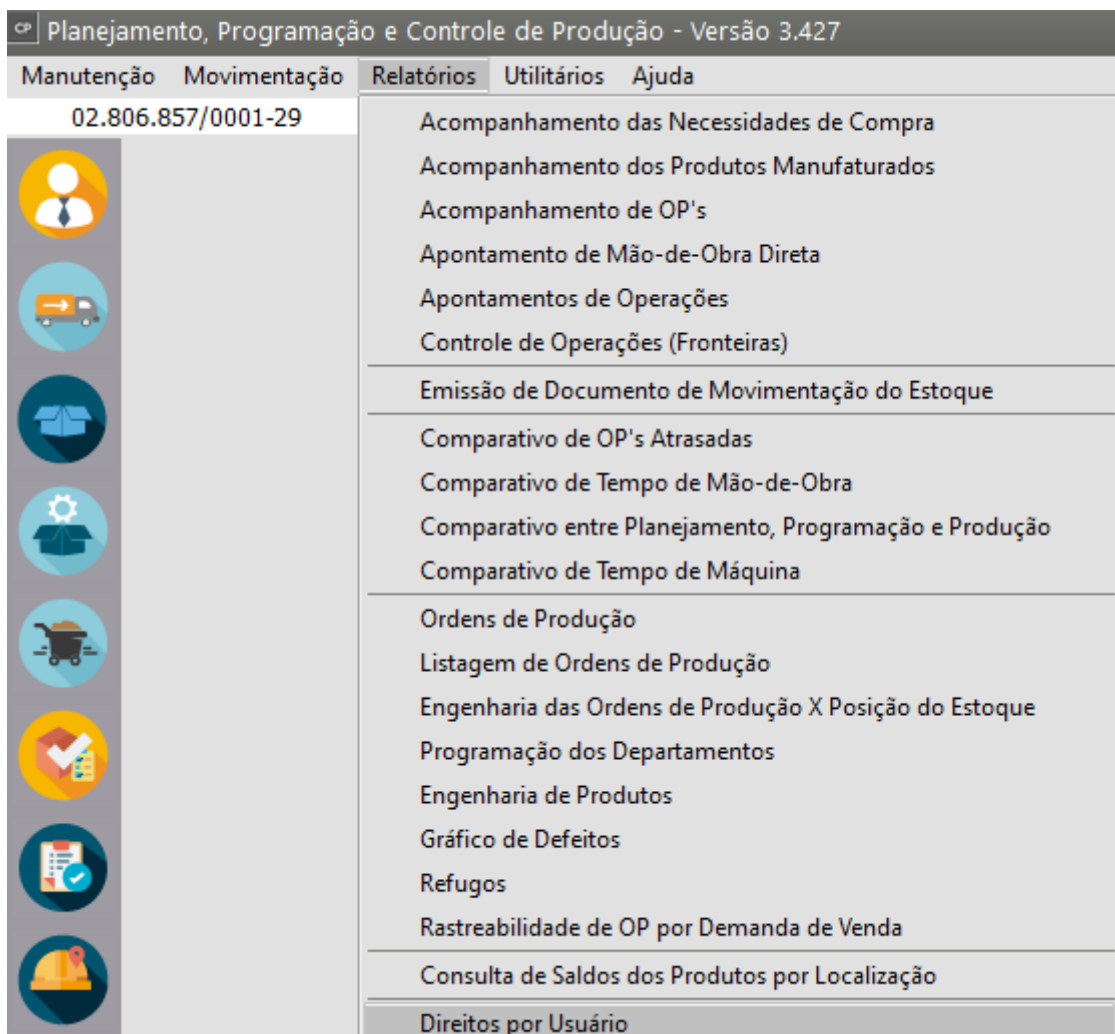 CP Planejamento, Programação e Controle de Produção - Versão 3.427
Manutenção Movimentação Relatórios Utilitários Ajuda
02.806.857/0001-29
Acompanhamento das Necessidades de Compra
Acompanhamento dos Produtos Manufaturados
Acompanhamento de OP's
Apontamento de Mão-de-Obra Direta
Apontamentos de Operações
Controle de Operações (Fronteiras)
Emissão de Documento de Movimentação do Estoque
Comparativo de OP's Atrasadas
Comparativo de Tempo de Mão-de-Obra
Comparativo entre Planejamento, Programação e Produção
Comparativo de Tempo de Máquina
Ordens de Produção
Listagem de Ordens de Produção
Engenharia das Ordens de Produção X Posição do Estoque
Programação dos Departamentos
Engenharia de Produtos
Gráfico de Defeitos
Refugos
Rastreabilidade de OP por Demanda de Venda
Consulta de Saldos dos Produtos por Localização
Direitos por Usuário